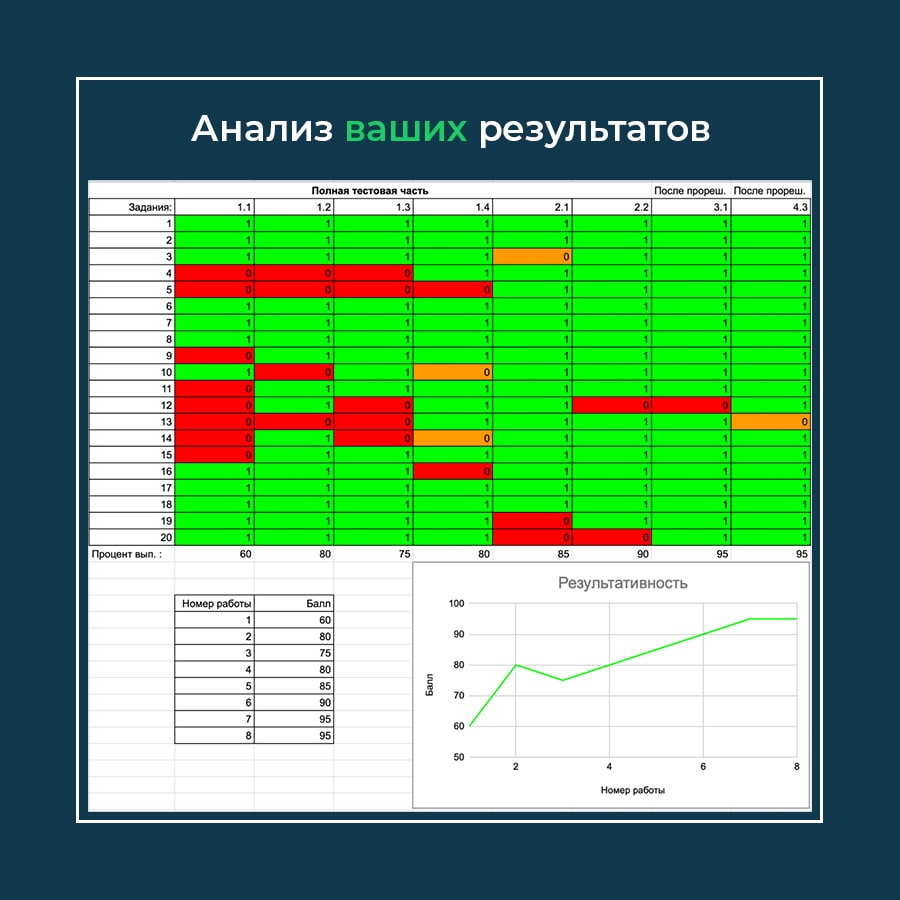 Анализ ваших результатов
Полная тестовая часть После прореш. После прореш.
Задания: 1.1 1.2 1.3 1.4 2.1 2.2 3.1 4.3
1 1 1 1 1 1 1 1 1
2 1 1 1 1 1 1 1 1
3 1 1 1 1 0 1 1 1
4 0 0 0 1 1 1 1 1
5 0 0 0 0 1 1 1 1
6 1 1 1 1 1 1 1 1
7 1 1 1 1 1 1 1 1
8 1 1 1 1 1 1 1 1
9 0 1 1 1 1 1 1 1
10 1 0 1 0 1 1 1 1
11 0 1 1 1 1 1 1 1
12 0 1 0 1 1 0 0 1
13 0 0 0 1 1 1 1 0
14 0 1 0 0 1 1 1 1
15 0 1 1 1 1 1 1 1
16 1 1 1 0 1 1 1 1
17 1 1 1 1 1 1 1 1
18 1 1 1 1 1 1 1 1
19 1 1 1 1 0 1 1 1
20 1 1 1 1 0 0 1 1
Процент вып. : 60 80 75 80 85 90 95 95
Номер работы Балл
1 60
2 80
3 75
4 80
5 85
6 90
7 95
8 95
Результативность
Балл
100
90
80
70
60
50
2 4 6 8
Номер работы